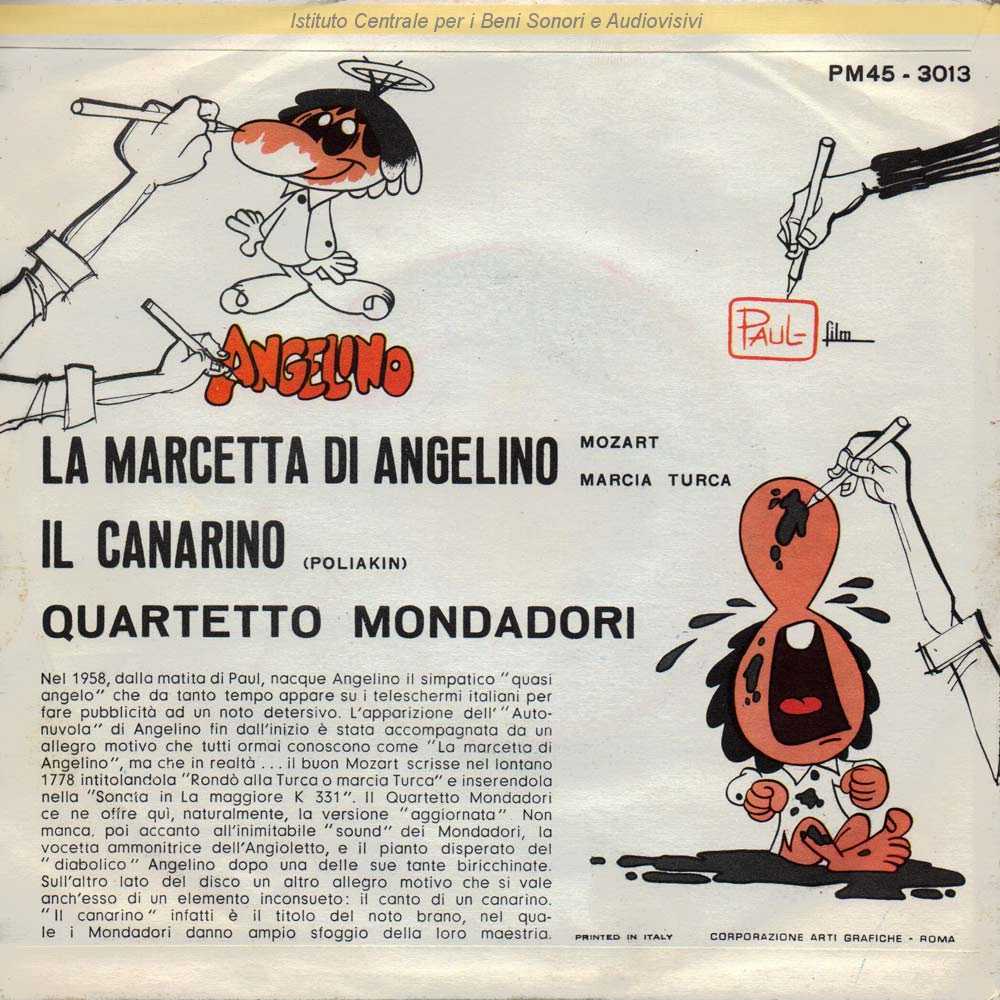 Istituto Centrale per i Beni Sonori e Audiovisivi
PM45 - 3013
PAUL film
ANGELINO
LA MARCETTA DI ANGELINO
MOZART
MARCIA TURCA
IL CANARINO (POLIAKIN)
QUARTETTO MONDADORI
Nel 1958, dalla matita di Paul, nacque Angelino il simpatico "quasi
angelo" che da tanto tempo appare su i teleschermi italiani per
fare pubblicità ad un noto detersivo. L'apparizione dell'"Auto-
nuvola" di Angelino fin dall'inizio è stata accompagnata da un
allegro motivo che tutti ormai conoscono come "La marcetta di
Angelino", ma che in realtà ... il buon Mozart scrisse nel lontano
1778 intitolandola "Rondò alla Turca o marcia Turca" e inserendola
nella "Sonata in La maggiore K 331". Il Quartetto Mondadori
ce ne offre quì, naturalmente, la versione "aggiornata" Non
manca, poi accanto all'inimitabile "sound" dei Mondadori, la
vocetta ammonitrice dell'Angioletto, e il pianto disperato del
"diabolico" Angelino dopo una delle sue tante biricchinate.
Sull'altro lato del disco un altro allegro motivo che si vale
anch'esso di un elemento inconsueto: il canto di un canarino.
"Il canarino" infatti è il titolo del noto brano, nel qua-
le i Mondadori danno ampio sfoggio della loro maestria.
PRINTED IN ITALY
CORPORAZIONE ARTI GRAFICHE - ROMA